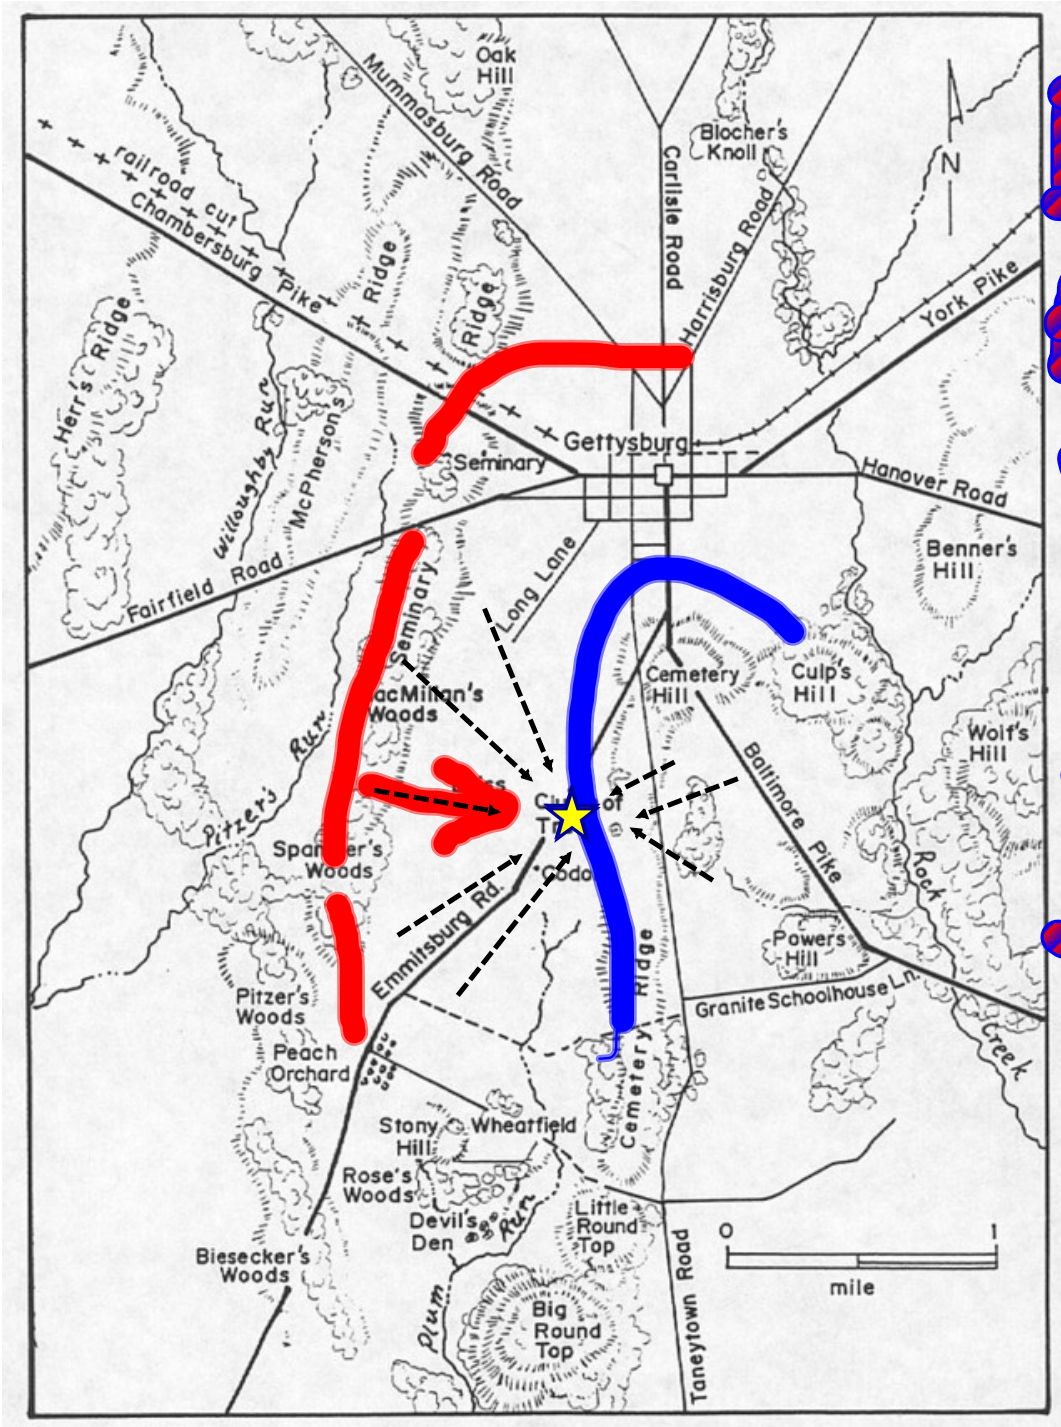 Oak
Hill
Mummasburg Road
Blocher's
Knoll
N
railroad cut
Chambersburg Pike
Carlisle Road
Harrisburg Road
York Pike
Ridge
Ridge
Herr's Ridge
Willoughby Run
McPherson's
Gettysburg
Seminary
Hanover Road
Benner's
Hill
Long Lane
Fairfield Road
Seminary
Cemetery
Hill
Culp's
Hill
Woods
Wolf's
Hill
Pitzer's Run
Baltimore Pike
Woods
Emmitsburg Rd.
Rock Creek
Powers
Hill
Cemetery Ridge
Granite Schoolhouse Ln.
Pitzer's
Woods
Peach
Orchard
Stony
Hill
Wheatfield
Rose's
Woods
Devil's
Den
Plum Run
Little
Round
Top
0 1
mile
Biesecker's
Woods
Big
Round
Top
Taneytown Road